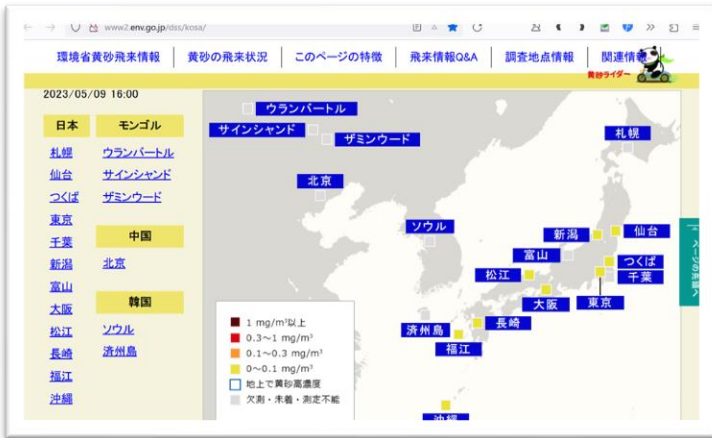 www2.env.go.jp/dss/kosa/
環境省黄砂飛来情報 黄砂の飛来状況 このページの特徴 飛来情報Q&A 調査地点情報 関連情報
黄砂ライダー
2023/05/09 16:00
日本 モンゴル
札幌 ウランバートル
仙台 サインシャンド
つくば ザミンウード
東京
千葉 中国
新潟 北京
富山
大阪 韓国
松江 ソウル
長崎 済州島
福江
沖縄
ウランバートル
サインシャンド
ザミンウード
札幌
北京
ソウル
新潟
仙台
富山
つくば
松江
千葉
大阪
東京
済州島
長崎
福江
沖縄
1 mg/m³以上
0.3～1 mg/m³
0.1～0.3 mg/m³
0～0.1 mg/m³
地上で黄砂高濃度
欠測・未着・測定不能
ページの先頭へ